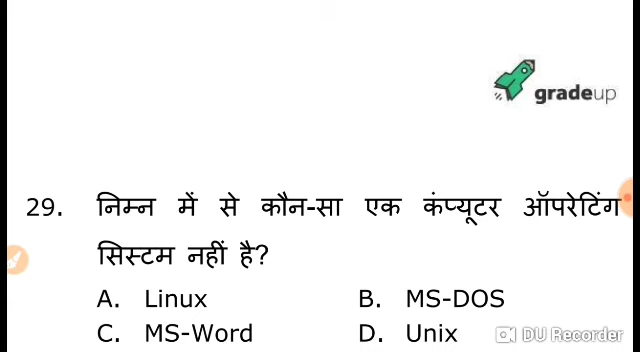 gradeup
29. निम्न में से कौन-सा एक कंप्यूटर ऑपरेटिंग
सिस्टम नहीं है?
A. Linux B. MS-DOS
C. MS-Word D. Unix
DU Recorder